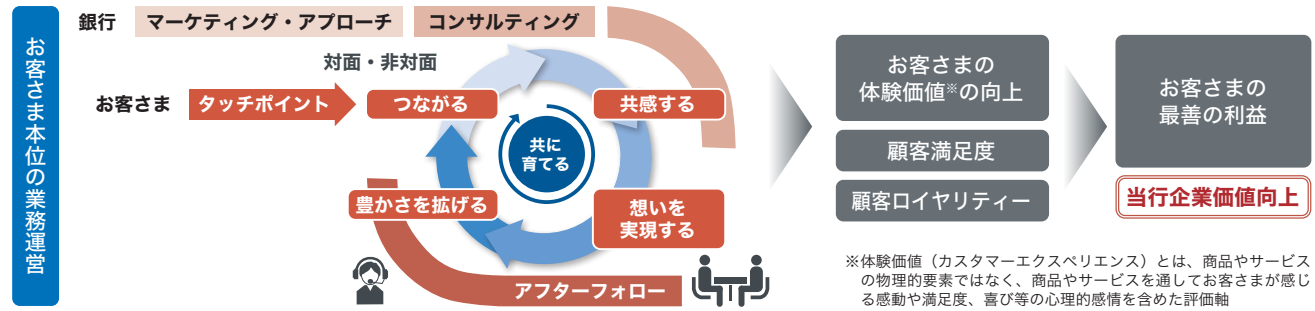 お客さま本位の業務運営
銀行
マーケティング・アプローチ
コンサルティング
対面・非対面
お客さま
タッチポイント
つながる
共感する
共に
育てる
豊かさを拡げる
想いを
実現する
アフターフォロー
お客さまの
体験価値※の向上
顧客満足度
顧客ロイヤリティー
お客さまの
最善の利益
当行企業価値向上
※体験価値（カスタマーエクスペリエンス）とは、商品やサービス
の物理的要素ではなく、商品やサービスを通してお客さまが感じ
る感動や満足度、喜び等の心理的感情を含めた評価軸